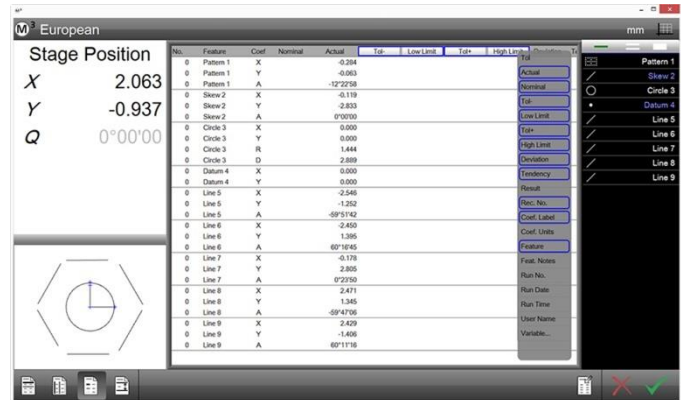 M³
M³ European
mm
Stage Position
X 2.063
Y -0.937
Q 0°00'00
No. Feature Coef Nominal Actual Tol- Low Limit Tol+ High Limit Deviation
0 Pattern 1 X -0.284
0 Pattern 1 Y -0.063
0 Pattern 1 A -12°22'58
0 Skew 2 X -0.119
0 Skew 2 Y -2.833
0 Skew 2 A 0°00'00
0 Circle 3 X 0.000
0 Circle 3 Y 0.000
0 Circle 3 R 1.444
0 Circle 3 D 2.889
0 Datum 4 X 0.000
0 Datum 4 Y 0.000
0 Line 5 X -2.546
0 Line 5 Y -1.252
0 Line 5 A -59°51'42
0 Line 6 X -2.450
0 Line 6 Y 1.395
0 Line 6 A 60°16'45
0 Line 7 X -0.178
0 Line 7 Y 2.805
0 Line 7 A 0°23'50
0 Line 8 X 2.471
0 Line 8 Y 1.345
0 Line 8 A -59°47'06
0 Line 9 X 2.429
0 Line 9 Y -1.406
0 Line 9 A 60°11'16
Tol
Actual
Nominal
Tol-
Low Limit
Tol+
High Limit
Deviation
Tendency
Result
Rec. No.
Coef. Label
Coef. Units
Feature
Feat. Notes
Run No.
Run Date
Run Time
User Name
Variable...
Pattern 1
Skew 2
Circle 3
Datum 4
Line 5
Line 6
Line 7
Line 8
Line 9